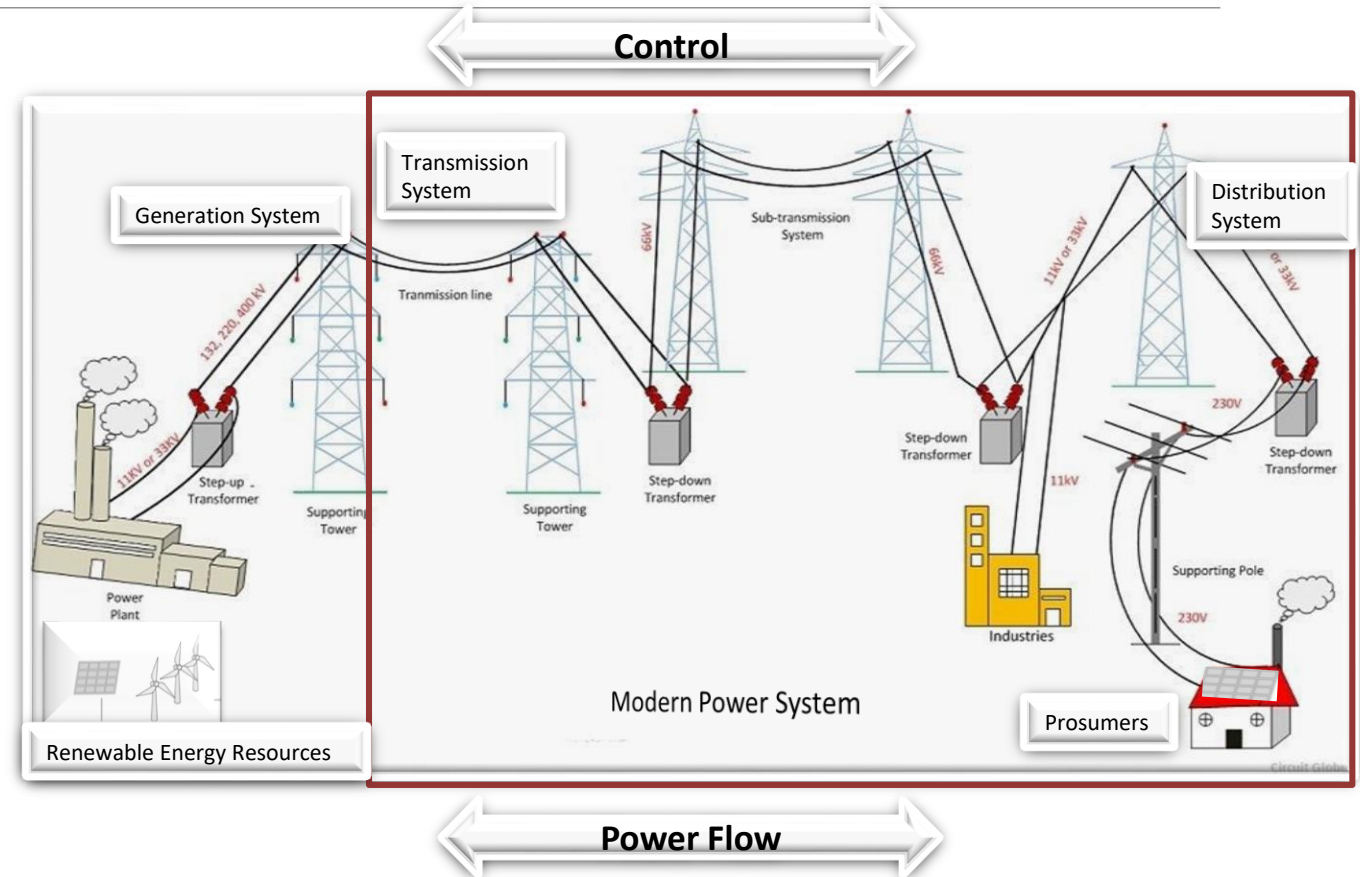 Control
Transmission
System
Generation System
Distribution
System
Sub-transmission
System
66kV
66kV
11kV or 33kV
or 33kV
Tranmission line
132, 220, 400 kV
11KV or 33KV
Step-up
Transformer
Supporting
Tower
Supporting
Tower
Step-down
Transformer
Step-down
Transformer
230V
Step-down
Transformer
11kV
Power
Plant
Industries
Supporting Pole
230V
Modern Power System
Prosumers
Renewable Energy Resources
Circuit Globe
Power Flow